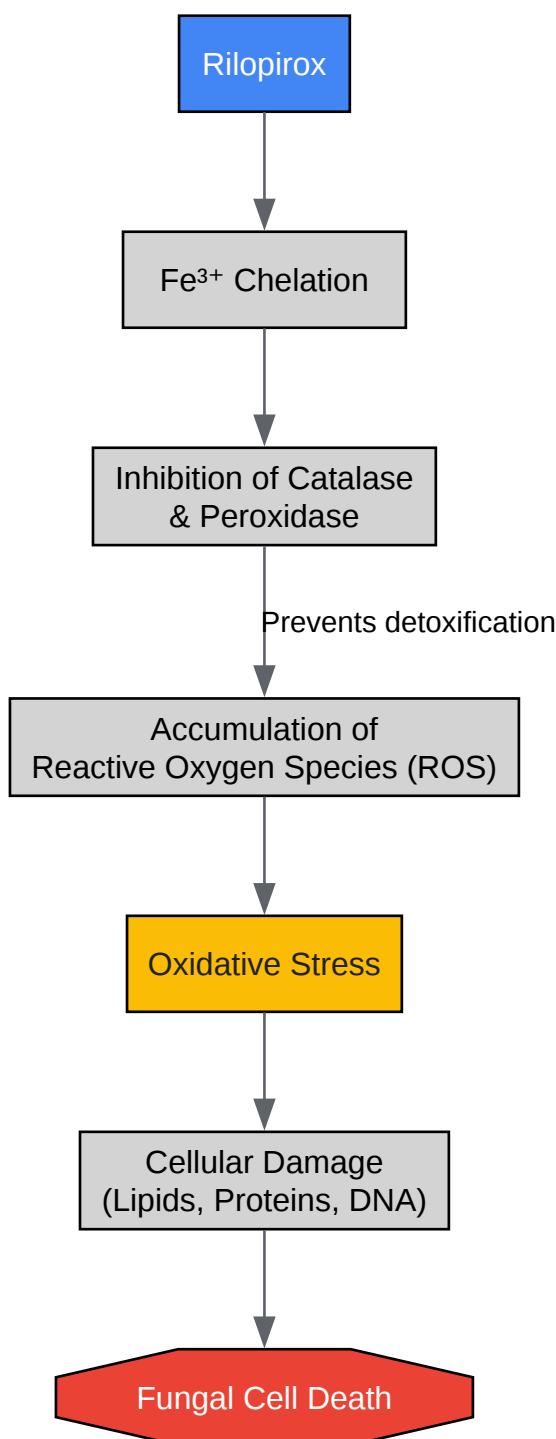 Rilopirox
Fe³⁺ Chelation
Inhibition of Catalase
& Peroxidase
Prevents detoxification
Accumulation of
Reactive Oxygen Species (ROS)
Oxidative Stress
Cellular Damage
(Lipids, Proteins, DNA)
Fungal Cell Death